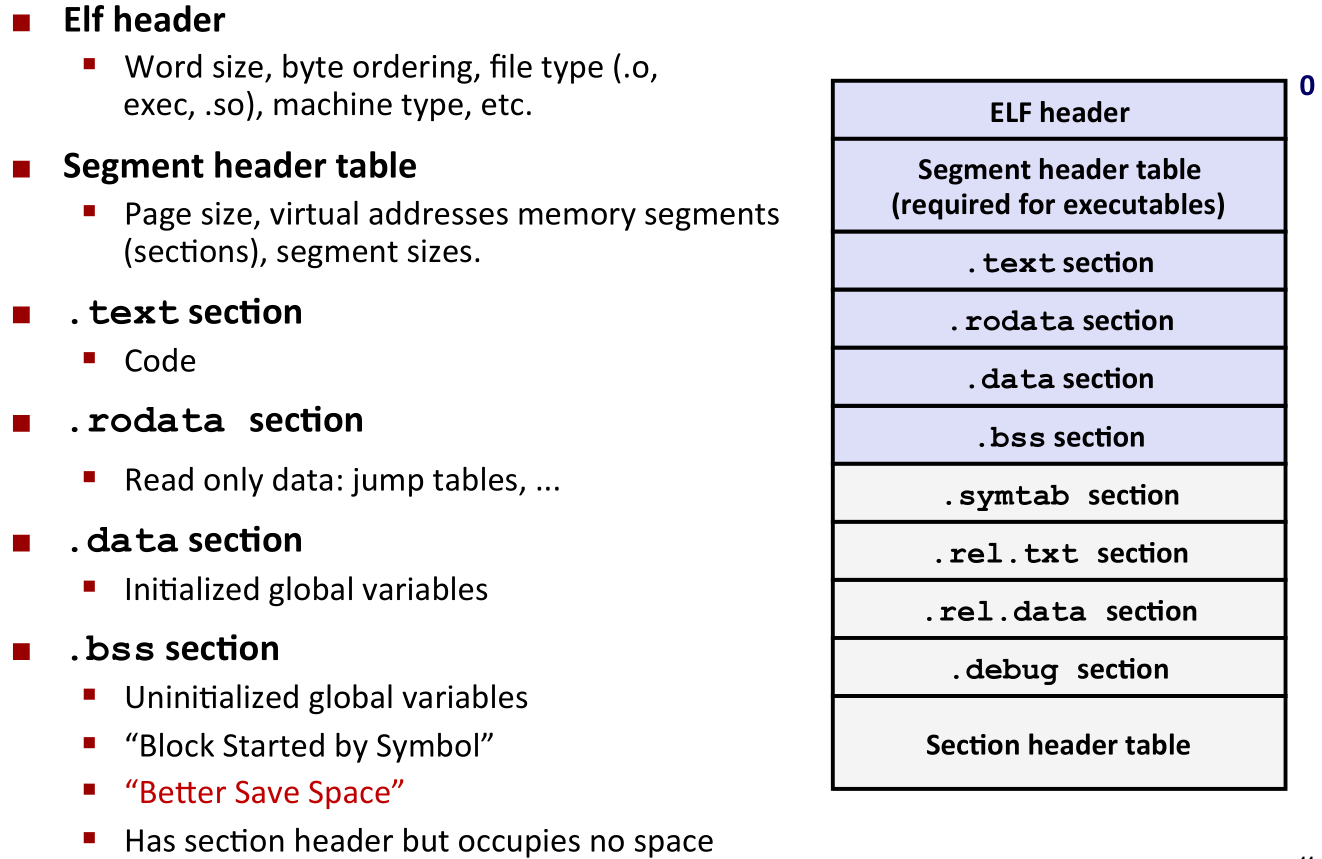 Elf header
Word size, byte ordering, file type (.o,
exec, .so), machine type, etc.
Segment header table
Page size, virtual addresses memory segments
(sections), segment sizes.
.text section
Code
.rodata section
Read only data: jump tables, ...
.data section
Initialized global variables
.bss section
Uninitialized global variables
“Block Started by Symbol”
“Better Save Space”
Has section header but occupies no space
0
ELF header
Segment header table
(required for executables)
.text section
.rodata section
.data section
.bss section
.symtab section
.rel.txt section
.rel.data section
.debug section
Section header table